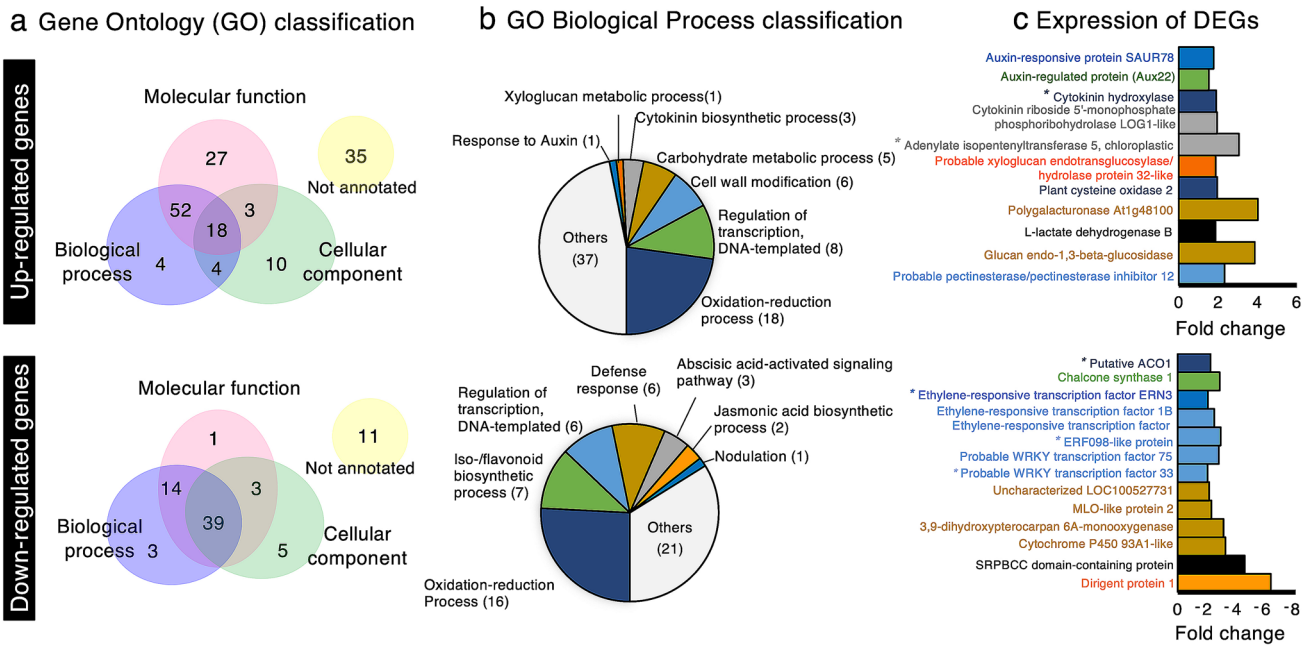 a Gene Ontology (GO) classification
Up-regulated genes
Molecular function
27
35
Not annotated
52
3
18
Biological
process
4
4
10
Cellular
component
Down-regulated genes
Molecular function
1
11
Not annotated
14
3
39
Biological
process
3
5
Cellular
component
b GO Biological Process classification
Xyloglucan metabolic process(1)
Cytokinin biosynthetic process(3)
Response to Auxin (1)
Carbohydrate metabolic process (5)
Cell wall modification (6)
Regulation of
transcription,
DNA-templated (8)
Others
(37)
Oxidation-reduction
process (18)
Abscisic acid-activated signaling
pathway (3)
Defense
response (6)
Regulation of
transcription,
DNA-templated (6)
Jasmonic acid biosynthetic
process (2)
Nodulation (1)
Iso-/flavonoid
biosynthetic
process (7)
Others
(21)
Oxidation-reduction
Process (16)
c Expression of DEGs
Auxin-responsive protein SAUR78
Auxin-regulated protein (Aux22)
* Cytokinin hydroxylase
Cytokinin riboside 5'-monophosphate
phosphoribohydrolase LOG1-like
* Adenylate isopentenyltransferase 5, chloroplastic
Probable xyloglucan endotransglucosylase/
hydrolase protein 32-like
Plant cysteine oxidase 2
Polygalacturonase At1g48100
L-lactate dehydrogenase B
Glucan endo-1,3-beta-glucosidase
Probable pectinesterase/pectinesterase inhibitor 12
0 2 4 6
Fold change
* Putative ACO1
Chalcone synthase 1
* Ethylene-responsive transcription factor ERN3
Ethylene-responsive transcription factor 1B
Ethylene-responsive transcription factor
* ERF098-like protein
Probable WRKY transcription factor 75
* Probable WRKY transcription factor 33
Uncharacterized LOC100527731
MLO-like protein 2
3,9-dihydroxypterocarpan 6A-monooxygenase
Cytochrome P450 93A1-like
SRPBCC domain-containing protein
Dirigent protein 1
0 -2 -4 -6 -8
Fold change